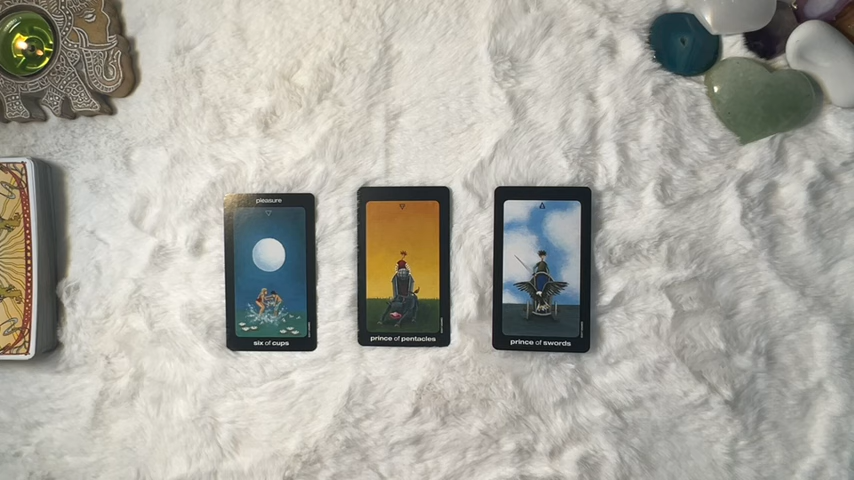 pleasure
six of cups
prince of pentacles
prince of swords